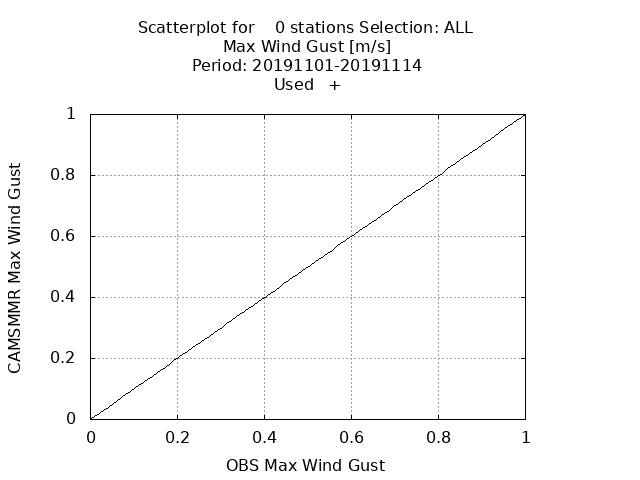 Scatterplot for    0 stations Selection: ALL
Max Wind Gust [m/s]
Period: 20191101-20191114
Used   +
CAMSMMR Max Wind Gust
1
0.8
0.6
0.4
0.2
0
0 0.2 0.4 0.6 0.8 1
OBS Max Wind Gust